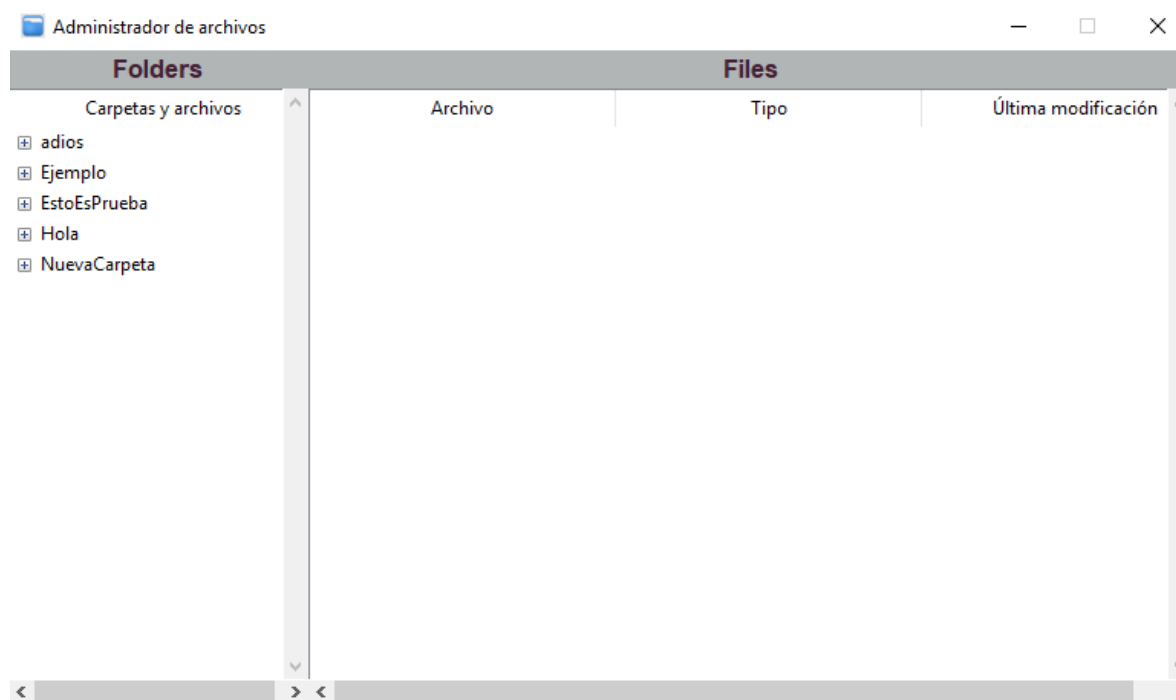 Administrador de archivos
Folders Files
Carpetas y archivos Archivo Tipo Última modificación
adios
Ejemplo
EstoEsPrueba
Hola
NuevaCarpeta